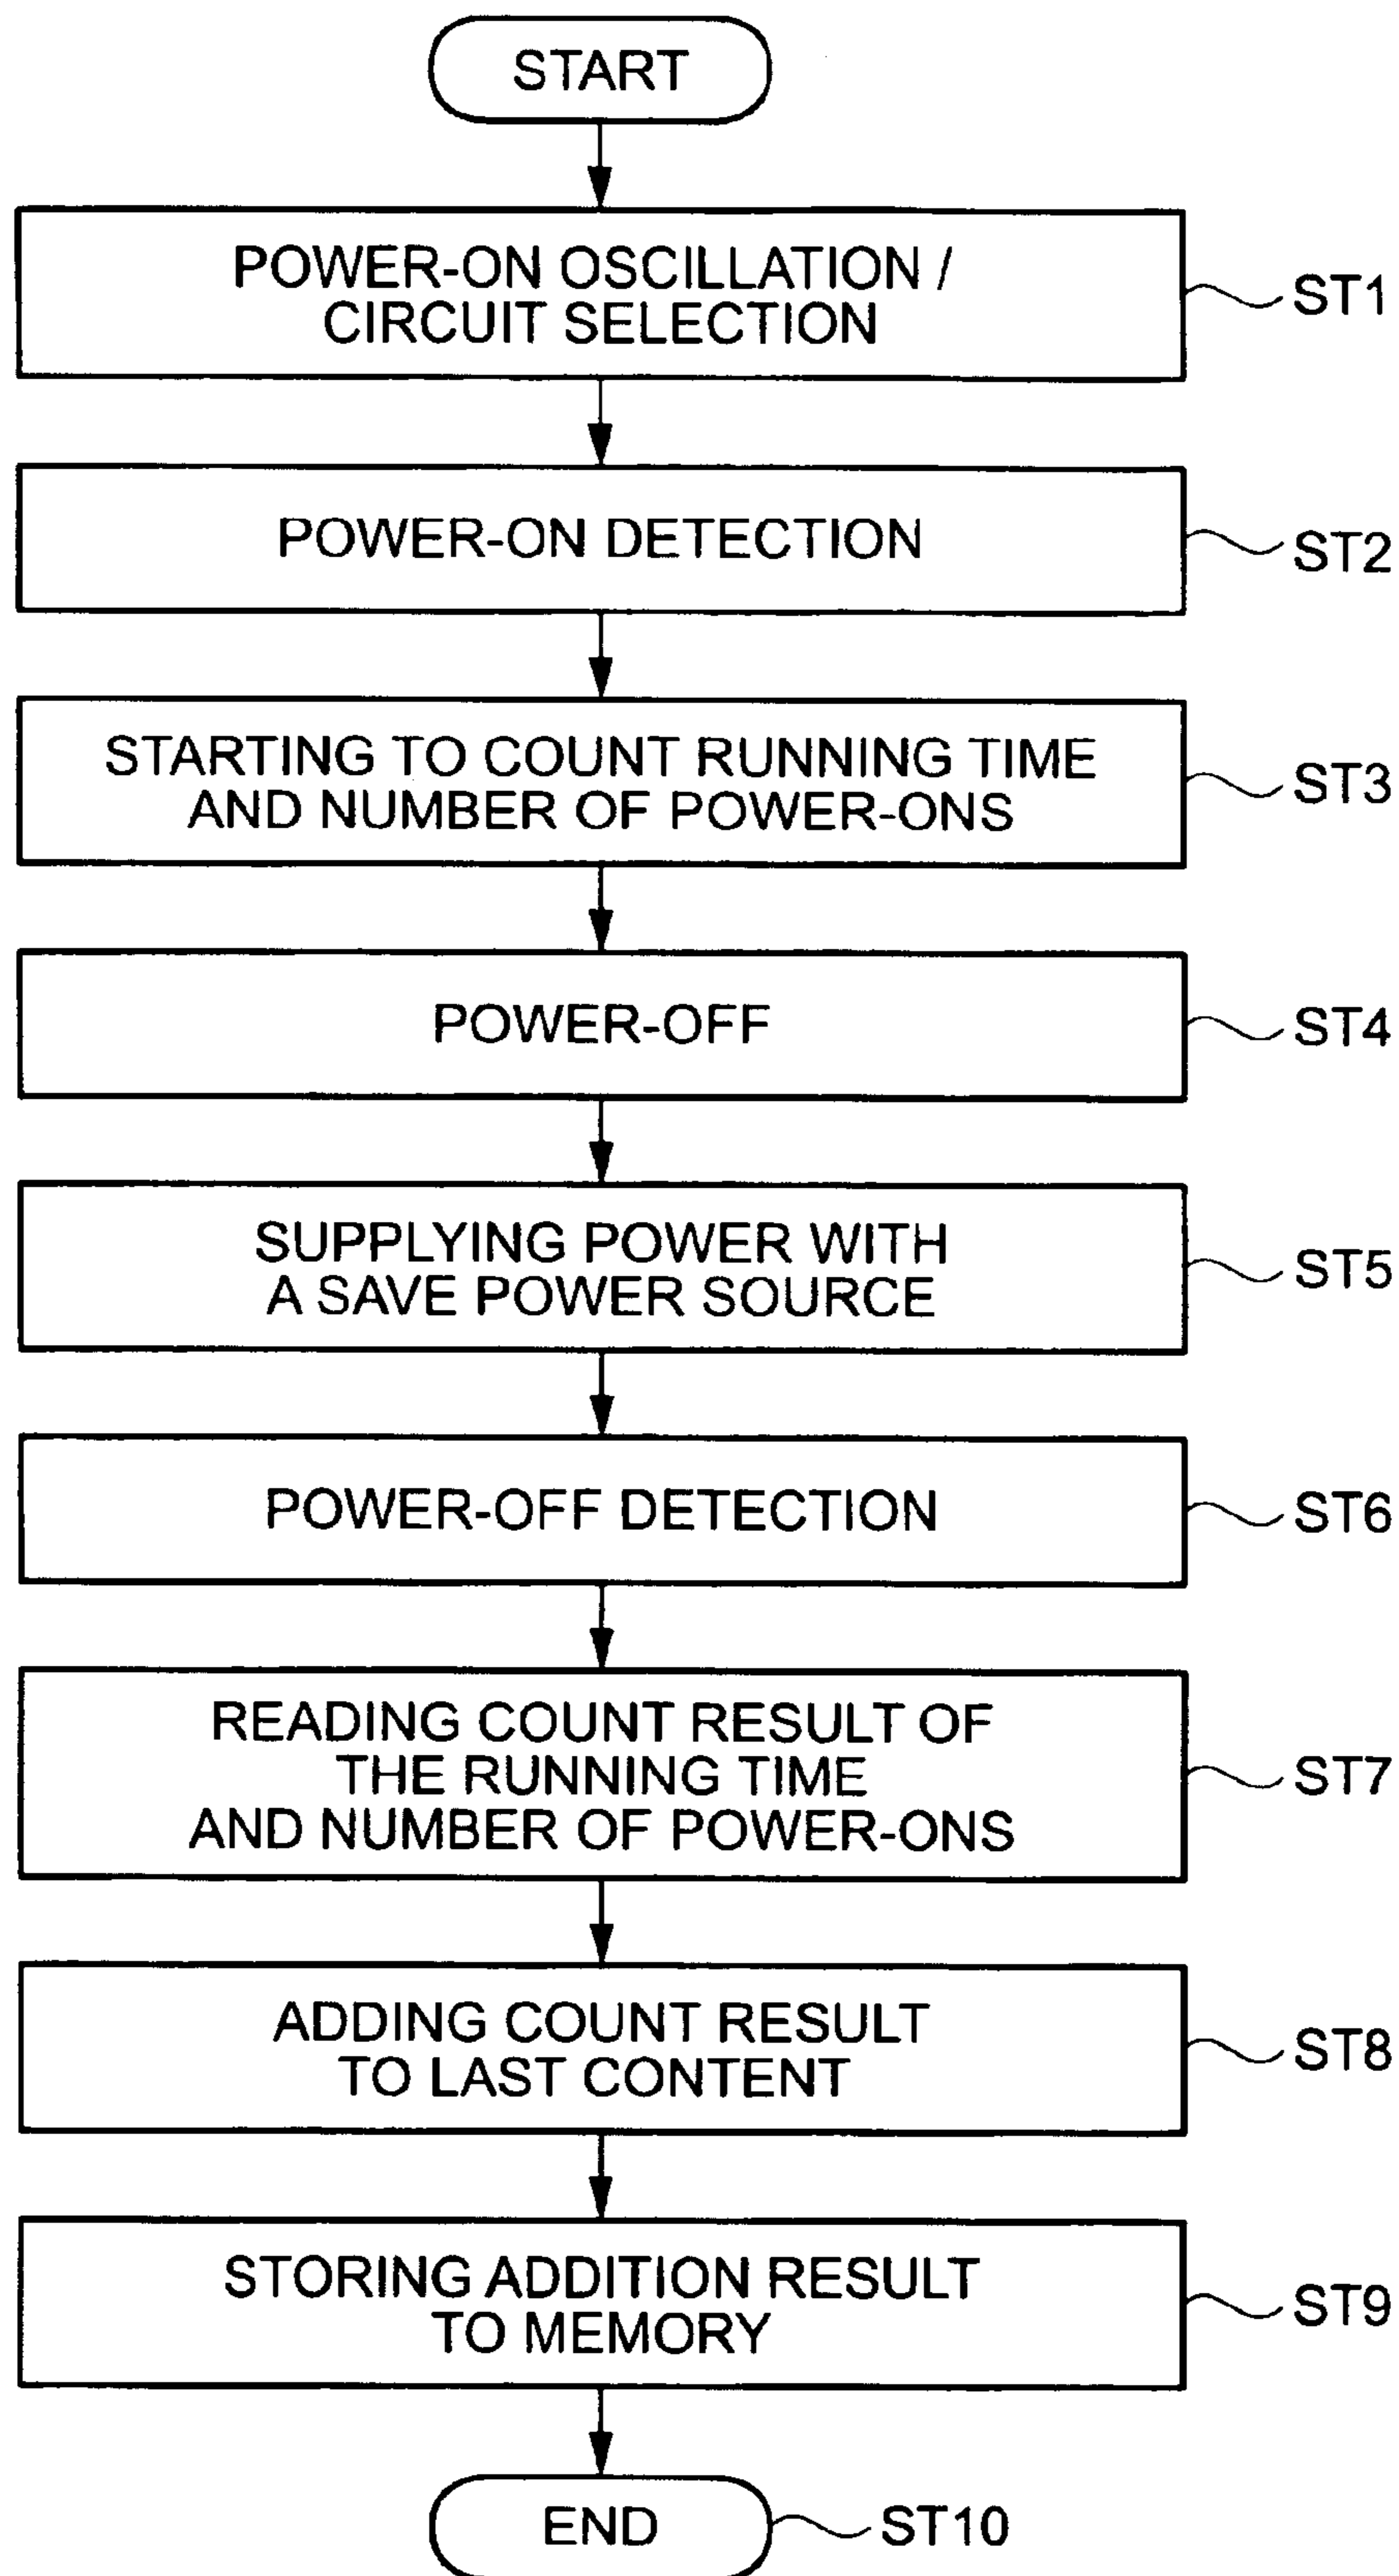 START
POWER-ON OSCILLATION /
CIRCUIT SELECTION
ST1
POWER-ON DETECTION
ST2
STARTING TO COUNT RUNNING TIME
AND NUMBER OF POWER-ONS
ST3
POWER-OFF
ST4
SUPPLYING POWER WITH
A SAVE POWER SOURCE
ST5
POWER-OFF DETECTION
ST6
READING COUNT RESULT OF
THE RUNNING TIME
AND NUMBER OF POWER-ONS
ST7
ADDING COUNT RESULT
TO LAST CONTENT
ST8
STORING ADDITION RESULT
TO MEMORY
ST9
END
ST10